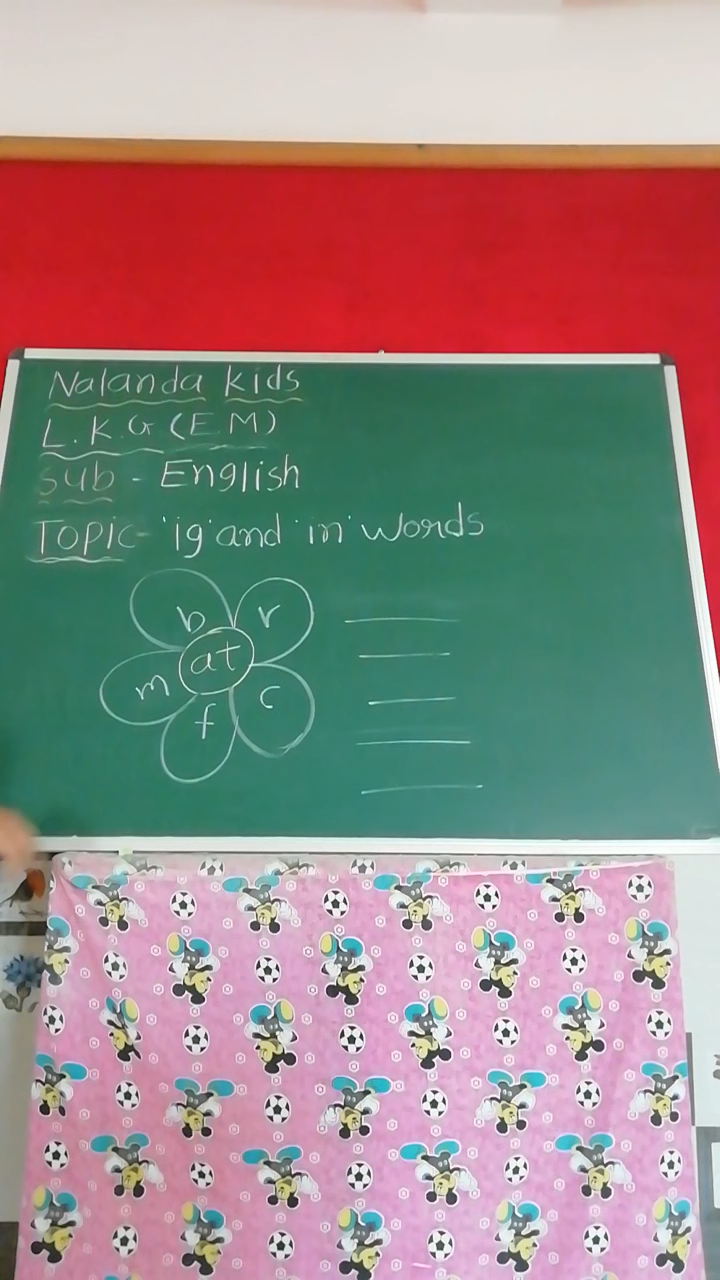 Nalanda kids
L.K.G (E.M)
Sub - English
TOPIC - 'ig' and 'in' words
b r
at
m c
f